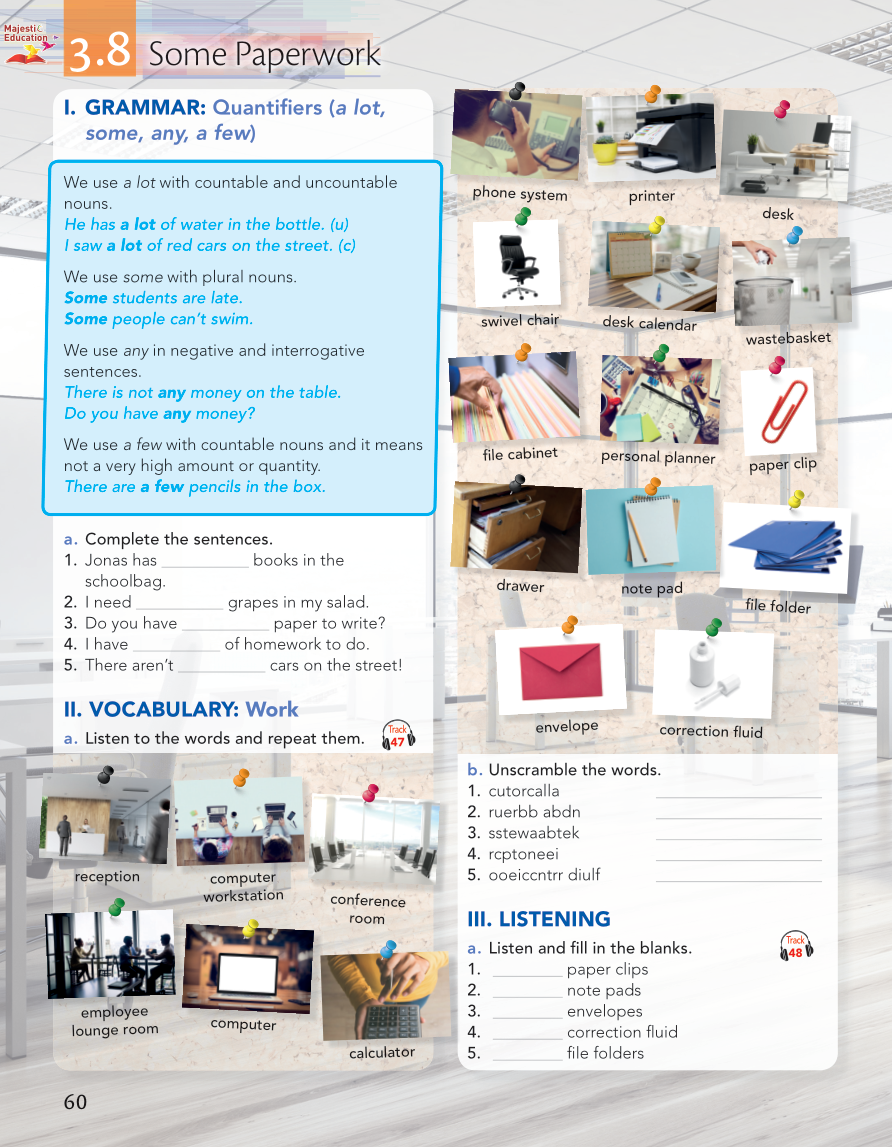 Majestic
Education
3.8 Some Paperwork
I. GRAMMAR: Quantifiers (a lot,
some, any, a few)
We use a lot with countable and uncountable
nouns.
He has a lot of water in the bottle. (u)
I saw a lot of red cars on the street. (c)
We use some with plural nouns.
Some students are late.
Some people can't swim.
We use any in negative and interrogative
sentences.
There is not any money on the table.
Do you have any money?
We use a few with countable nouns and it means
not a very high amount or quantity.
There are a few pencils in the box.
a. Complete the sentences.
1. Jonas has __________ books in the
schoolbag.
2. I need __________ grapes in my salad.
3. Do you have __________ paper to write?
4. I have __________ of homework to do.
5. There aren't __________ cars on the street!
II. VOCABULARY: Work
a. Listen to the words and repeat them.
Track
47
reception
computer
workstation
conference
room
employee
lounge room
computer
calculator
phone system
printer
desk
swivel chair
desk calendar
wastebasket
file cabinet
personal planner
paper clip
drawer
note pad
file folder
envelope
correction fluid
b. Unscramble the words.
1. cutorcalla ____________________
2. ruerbb abdn ____________________
3. sstewaabtek ____________________
4. rcptoneei ____________________
5. ooeiccntrr diulf ____________________
III. LISTENING
a. Listen and fill in the blanks.
Track
48
1. ________ paper clips
2. ________ note pads
3. ________ envelopes
4. ________ correction fluid
5. ________ file folders
60